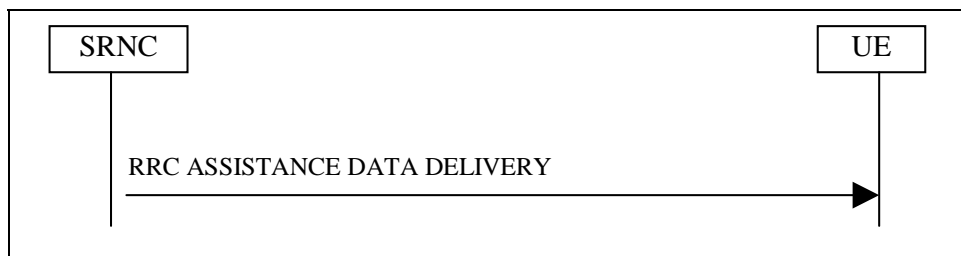 SRNC
UE
RRC ASSISTANCE DATA DELIVERY